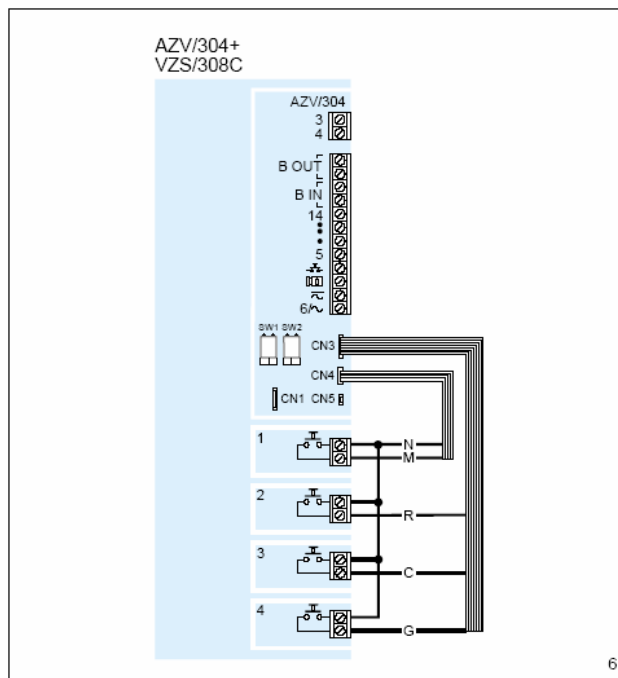 AZV/304+
VZS/308C
AZV/304
3
4
B OUT
B IN
14
5
6/
SW1 SW2
CN3
CN4
CN1 CN5
1
N
M
2
R
3
C
4
G
6